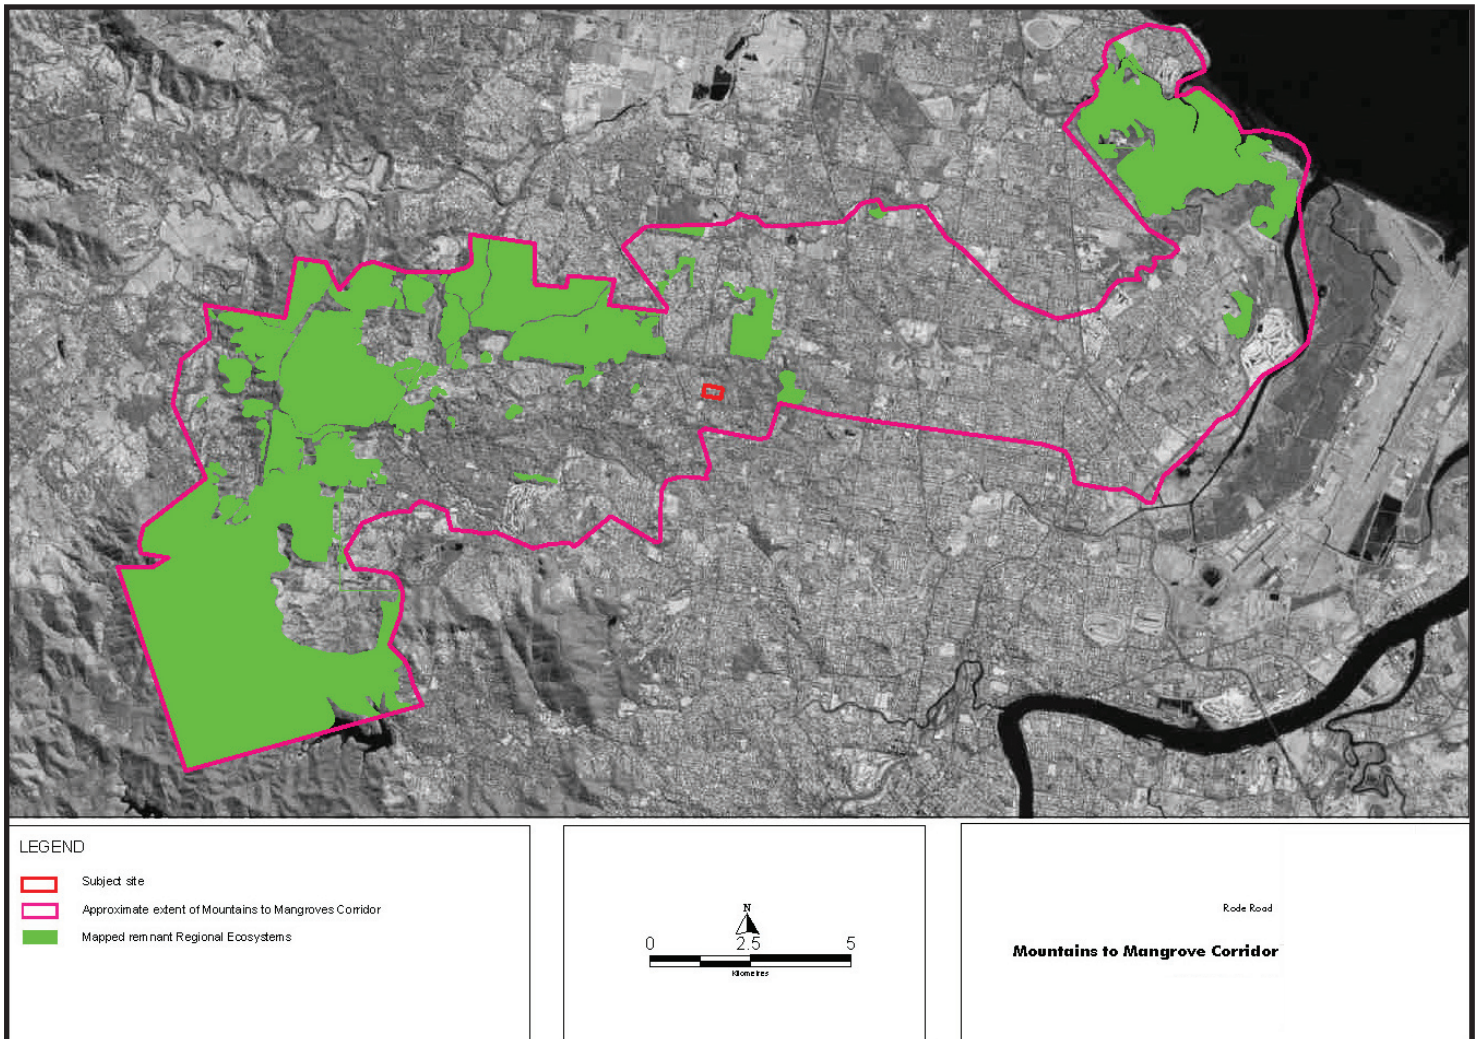 LEGEND
Subject site
Approximate extent of Mountains to Mangroves Corridor
Mapped remnant Regional Ecosystems
N
0 2.5 5
Kilometres
Rode Road
Mountains to Mangrove Corridor